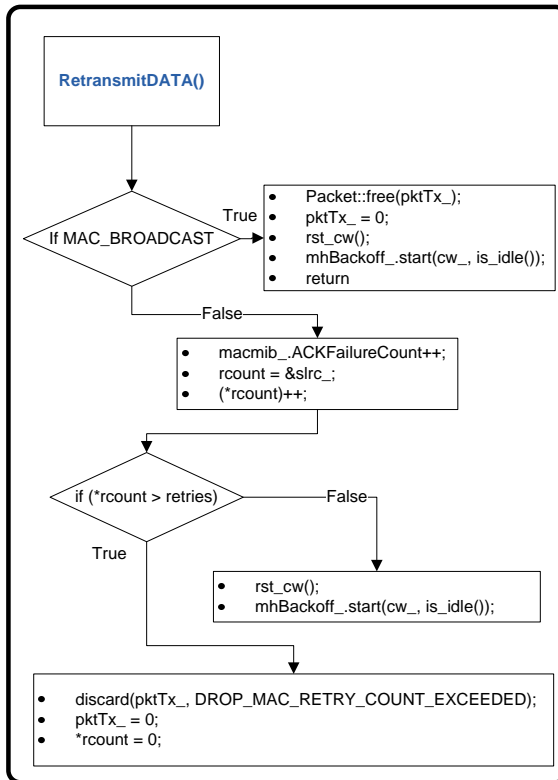 RetransmitDATA()
If MAC_BROADCAST
True
• Packet::free(pktTx_);
• pktTx_ = 0;
• rst_cw();
• mhBackoff_.start(cw_, is_idle());
• return
False
• macmib_.ACKFailureCount++;
• rcount = &slrc_;
• (*rcount)++;
if (*rcount > retries)
False
True
• rst_cw();
• mhBackoff_.start(cw_, is_idle());
• discard(pktTx_, DROP_MAC_RETRY_COUNT_EXCEEDED);
• pktTx_ = 0;
• *rcount = 0;